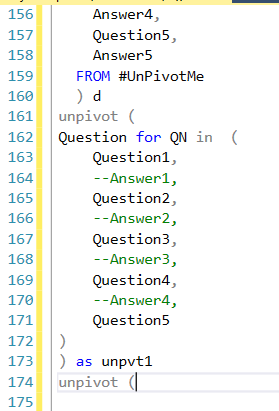 156 Answer4,
157 Question5,
158 Answer5
159 FROM #UnPivotMe
160 ) d
161 unpivot (
162 Question for QN in (
163 Question1,
164 --Answer1,
165 Question2,
166 --Answer2,
167 Question3,
168 --Answer3,
169 Question4,
170 --Answer4,
171 Question5
172 )
173 ) as unpvt1
174 unpivot (
175